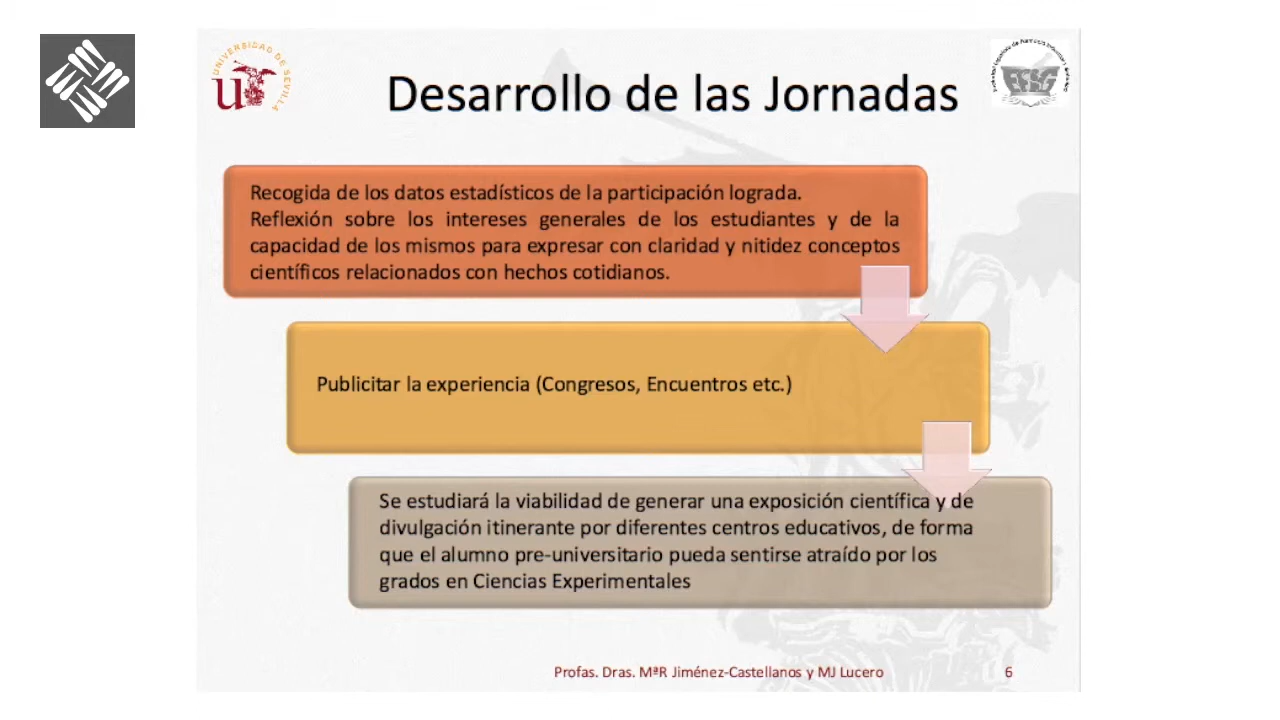 UNIVERSIDAD DE SEVILLA
Desarrollo de las Jornadas
Recogida de los datos estadísticos de la participación lograda.
Reflexión sobre los intereses generales de los estudiantes y de la
capacidad de los mismos para expresar con claridad y nitidez conceptos
científicos relacionados con hechos cotidianos.
Publicitar la experiencia (Congresos, Encuentros etc.)
Se estudiará la viabilidad de generar una exposición científica y de
divulgación itinerante por diferentes centros educativos, de forma
que el alumno pre-universitario pueda sentirse atraído por los
grados en Ciencias Experimentales
Profas. Dras. MªR Jiménez-Castellanos y MJ Lucero
6